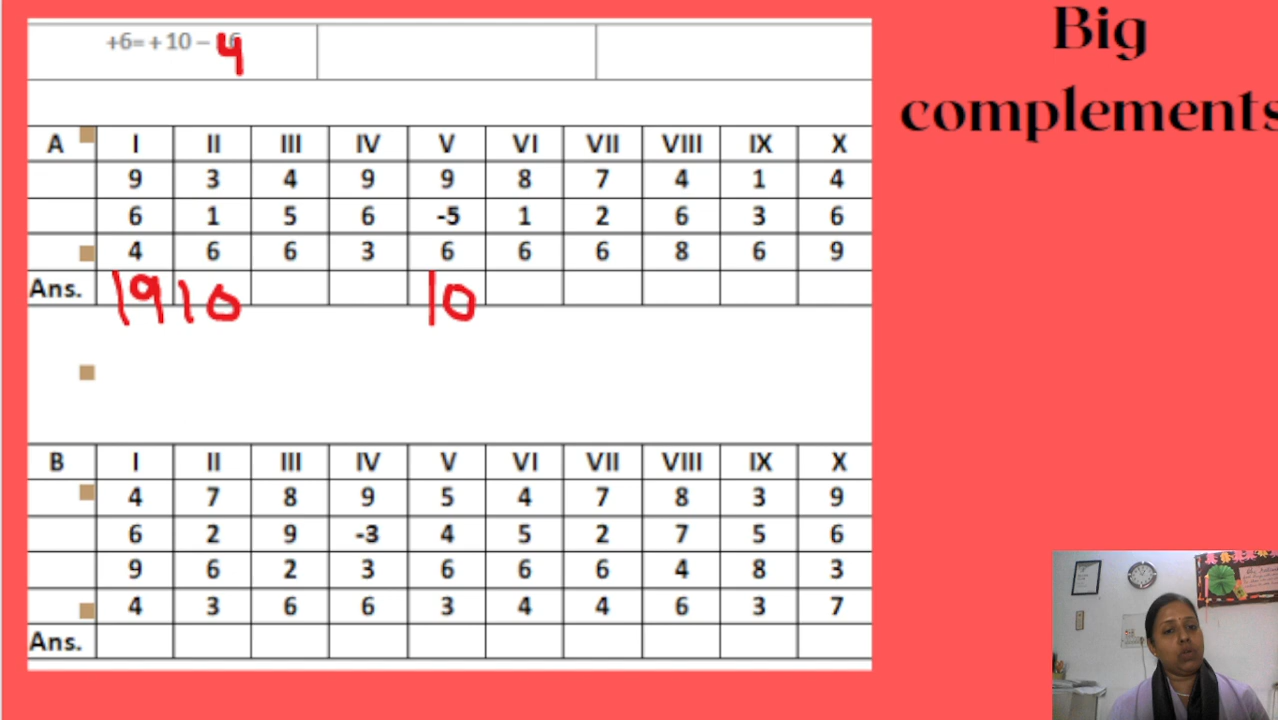 Big
complements
+6= + 10 – 4
A I II III IV V VI VII VIII IX X
9 3 4 9 9 8 7 4 1 4
6 1 5 6 -5 1 2 6 3 6
4 6 6 3 6 6 6 8 6 9
Ans. 19 10 10
B I II III IV V VI VII VIII IX X
4 7 8 9 5 4 7 8 3 9
6 2 9 -3 4 5 2 7 5 6
9 6 2 3 6 6 6 4 8 3
4 3 6 6 3 4 4 6 3 7
Ans.